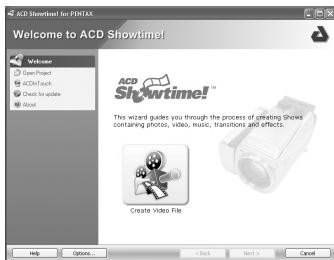 ACD Showtime! for PENTAX
Welcome to ACD Showtime!
Welcome
Open Project
ACDInTouch
Check for update
About
ACD
Showtime!™
This wizard guides you through the process of creating Shows
containing photos, video, music, transitions and effects.
Create Video File
Help
Options...
< Back
Next >
Cancel